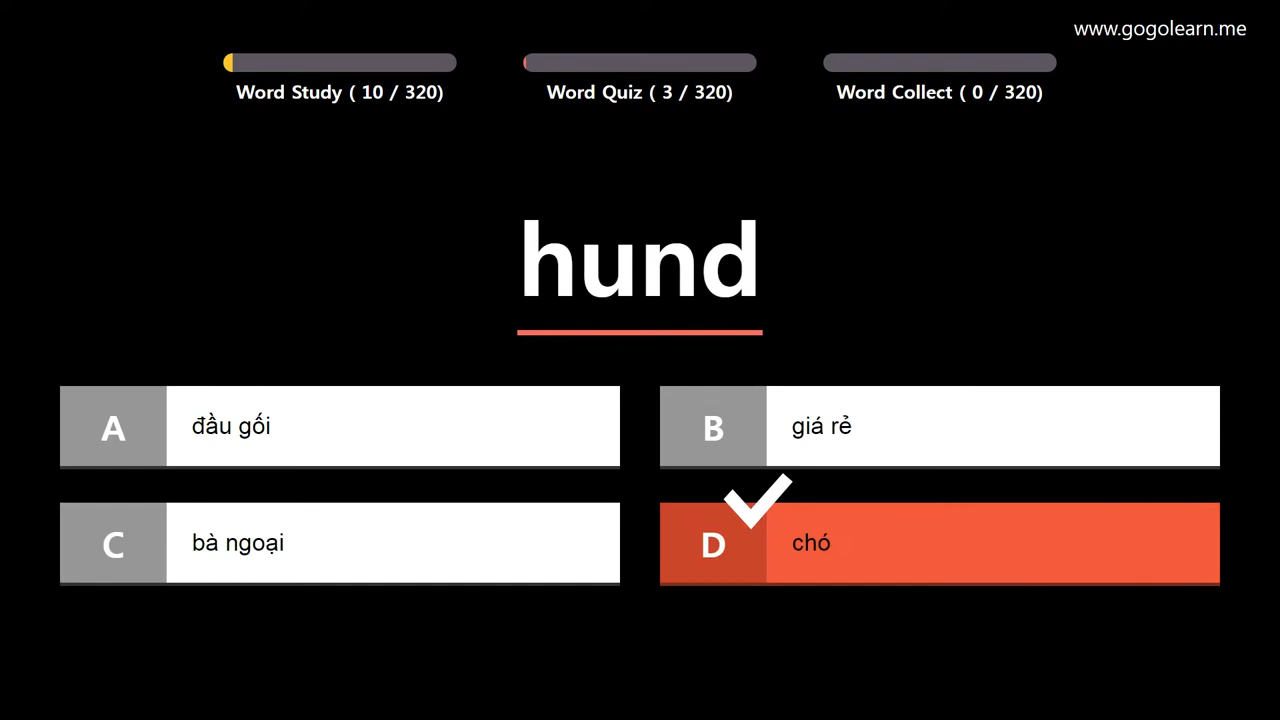 www.gogolearn.me
Word Study ( 10 / 320)
Word Quiz ( 3 / 320)
Word Collect ( 0 / 320)
hund
A đầu gối
B giá rẻ
C bà ngoại
D chó